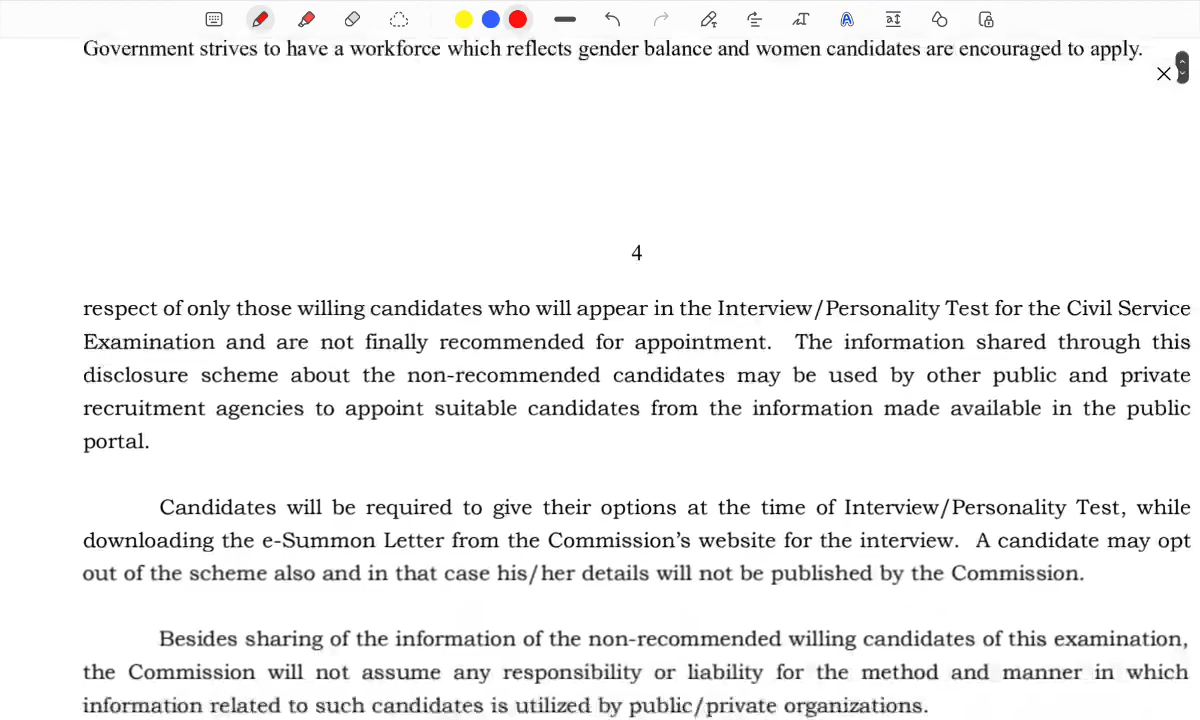 Government strives to have a workforce which reflects gender balance and women candidates are encouraged to apply.
4
respect of only those willing candidates who will appear in the Interview/Personality Test for the Civil Service
Examination and are not finally recommended for appointment. The information shared through this
disclosure scheme about the non-recommended candidates may be used by other public and private
recruitment agencies to appoint suitable candidates from the information made available in the public
portal.
Candidates will be required to give their options at the time of Interview/Personality Test, while
downloading the e-Summon Letter from the Commission's website for the interview. A candidate may opt
out of the scheme also and in that case his/her details will not be published by the Commission.
Besides sharing of the information of the non-recommended willing candidates of this examination,
the Commission will not assume any responsibility or liability for the method and manner in which
information related to such candidates is utilized by public/private organizations.